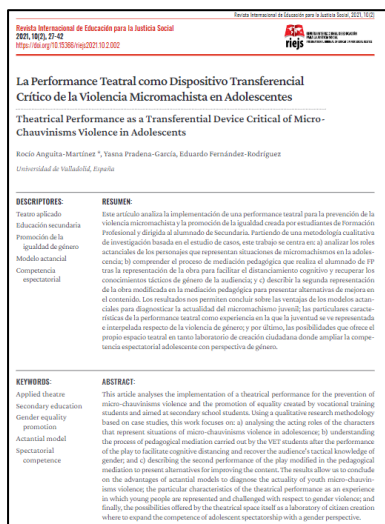 Revista Internacional de Educación para la Justicia Social, 2021, 10(2)
Revista Internacional de Educación para la Justicia Social
2021, 10(2), 27-42
https://doi.org/10.15366/riejs2021.10.2.002
riejs
La Performance Teatral como Dispositivo Transferencial
Crítico de la Violencia Micromachista en Adolescentes
Theatrical Performance as a Transferential Device Critical of Micro-
Chauvinisms Violence in Adolescents
Rocío Anguita-Martínez *, Yasna Pradena-García, Eduardo Fernández-Rodríguez
Universidad de Valladolid, España
DESCRIPTORES:
Teatro aplicado
Educación secundaria
Promoción de la
igualdad de género
Modelo actancial
Competencia
espectatorial
RESUMEN:
Este artículo analiza la implementación de una performance teatral para la prevención de la
violencia micromachista y la promoción de la igualdad creada por estudiantes de Formación
Profesional y dirigida al alumnado de Secundaria. Partiendo de una metodología cualitativa
de investigación basada en el estudio de casos, este trabajo se centra en: a) analizar los roles
actanciales de los personajes que representan situaciones de micromachismos en la adoles-
cencia; b) comprender el proceso de mediación pedagógica que realiza el alumnado de FP
tras la representación de la obra para facilitar el distanciamiento cognitivo y recuperar los
conocimientos tácticos de género de la audiencia; y c) describir la segunda representación
de la obra modificada en la mediación pedagógica para presentar alternativas de mejora en
el contenido. Los resultados nos permiten concluir sobre las ventajas de los modelos actan-
ciales para diagnosticar la actualidad del micromachismo juvenil; las particulares caracte-
rísticas de la performance teatral como experiencia en la que la juventud se ve representada
e interpelada respecto de la violencia de género; y por último, las posibilidades que ofrece el
propio espacio teatral en tanto laboratorio de creación ciudadana donde ampliar la compe-
tencia espectatorial adolescente con perspectiva de género.
KEYWORDS:
Applied theatre
Secondary education
Gender equality
promotion
Actantial model
Spectatorial
competence
ABSTRACT:
This article analyses the implementation of a theatrical performance for the prevention of
micro-chauvinisms violence and the promotion of equality created by vocational training
students and aimed at secondary school students. Using a qualitative research methodology
based on case studies, this work focuses on: a) analysing the acting roles of the characters
that represent situations of micro-chauvinisms violence in adolescence; b) understanding
the process of pedagogical mediation carried out by the VET students after the performance
of the play to facilitate cognitive distancing and recover the audience's tactical knowledge of
gender; and c) describing the second performance of the play modified in the pedagogical
mediation to present alternatives for improving the content. The results allow us to conclude
on the advantages of actantial models to diagnose the actuality of youth micro-chauvin-
isms violence; the particular characteristics of the theatrical performance as an experience
in which young people are represented and challenged with respect to gender violence; and
finally, the possibilities offered by the theatrical space itself as a laboratory of citizen creation
where to expand the competence of adolescent spectatorship with a gender perspective.